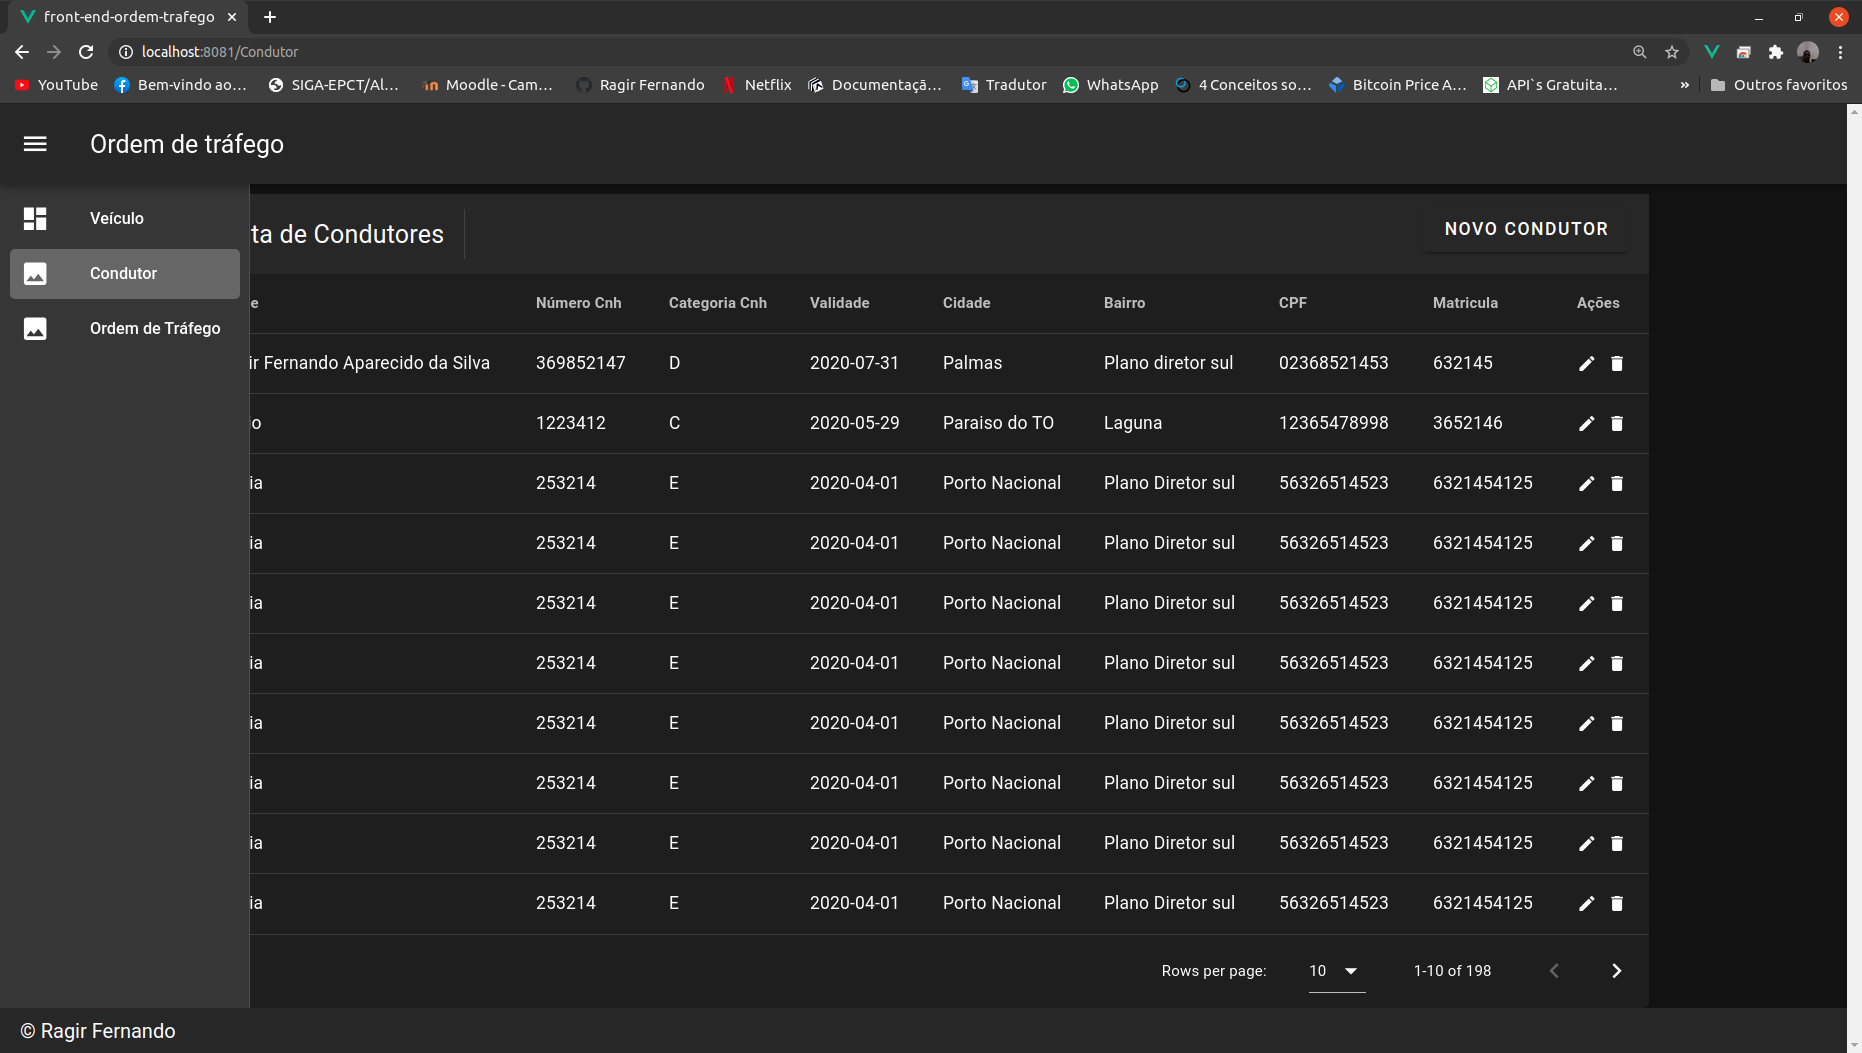 front-end-ordem-trafego
localhost:8081/Condutor
YouTube Bem-vindo ao... SIGA-EPCT/Al... Moodle - Cam... Ragir Fernando Netflix Documentaçã... Tradutor WhatsApp 4 Conceitos so... Bitcoin Price A... API`s Gratuita... » Outros favoritos
Ordem de tráfego
Veículo
Condutor
Ordem de Tráfego
ta de Condutores
NOVO CONDUTOR
e Número Cnh Categoria Cnh Validade Cidade Bairro CPF Matricula Ações
ir Fernando Aparecido da Silva 369852147 D 2020-07-31 Palmas Plano diretor sul 02368521453 632145
io 1223412 C 2020-05-29 Paraiso do TO Laguna 12365478998 3652146
ia 253214 E 2020-04-01 Porto Nacional Plano Diretor sul 56326514523 6321454125
ia 253214 E 2020-04-01 Porto Nacional Plano Diretor sul 56326514523 6321454125
ia 253214 E 2020-04-01 Porto Nacional Plano Diretor sul 56326514523 6321454125
ia 253214 E 2020-04-01 Porto Nacional Plano Diretor sul 56326514523 6321454125
ia 253214 E 2020-04-01 Porto Nacional Plano Diretor sul 56326514523 6321454125
ia 253214 E 2020-04-01 Porto Nacional Plano Diretor sul 56326514523 6321454125
ia 253214 E 2020-04-01 Porto Nacional Plano Diretor sul 56326514523 6321454125
ia 253214 E 2020-04-01 Porto Nacional Plano Diretor sul 56326514523 6321454125
Rows per page: 10 1-10 of 198
© Ragir Fernando